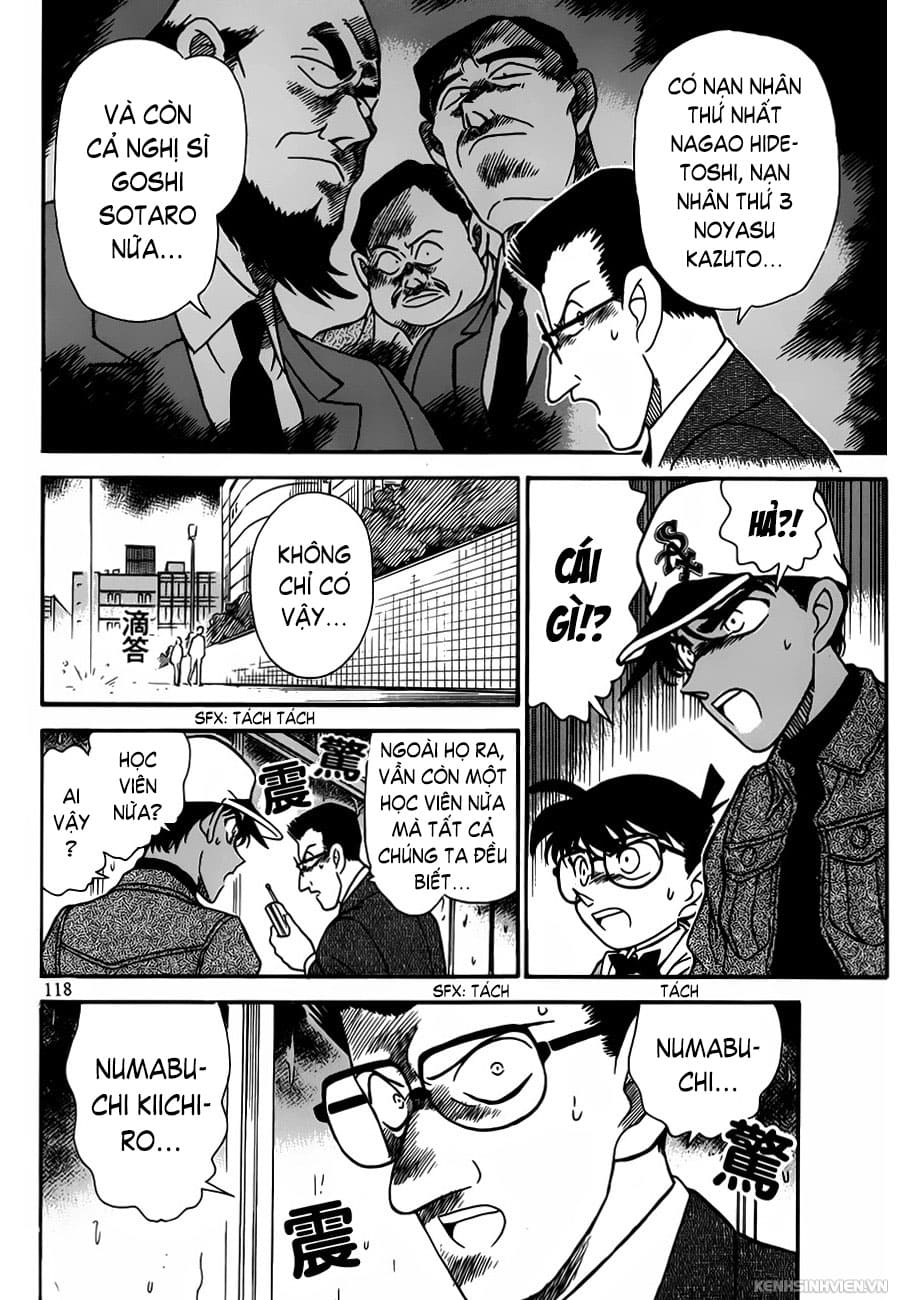 CÓ NẠN NHÂN
THỨ NHẤT
NAGAO HIDE-
TOSHI, NẠN
NHÂN THỨ 3
NOYASU
KAZUTO...
VÀ CÒN
CẢ NGHỊ SĨ
GOSHI
SOTARO
NỮA...
HẢ?!
CÁI
GÌ!?
KHÔNG
CHỈ CÓ
VẬY...
滴答
SFX: TÁCH TÁCH
NGOÀI HỌ RA,
VẪN CÒN MỘT
HỌC VIÊN NỮA
MÀ TẤT CẢ
CHÚNG TA ĐỀU
BIẾT...
驚
震
HỌC
VIÊN
NỮA?
AI
VẬY
?
118
SFX: TÁCH
TÁCH
NUMABU-
CHI...
驚
震
NUMABU-
CHI KIICHI-
RO...
KENHSINHVIEN.VN